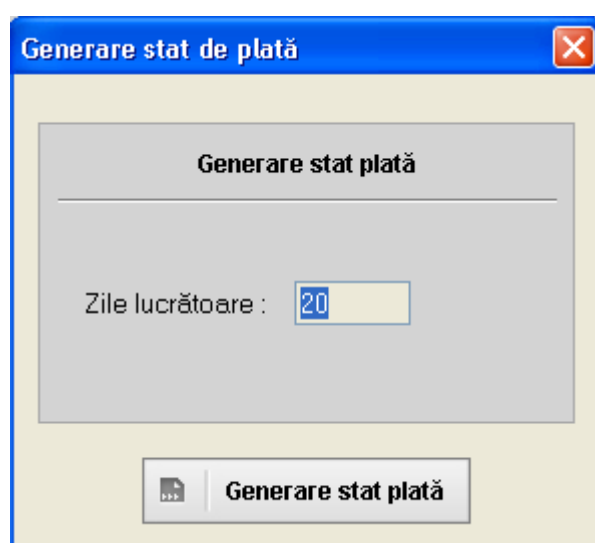 Generare stat de plată
Generare stat plată
Zile lucrătoare : 20
Generare stat plată